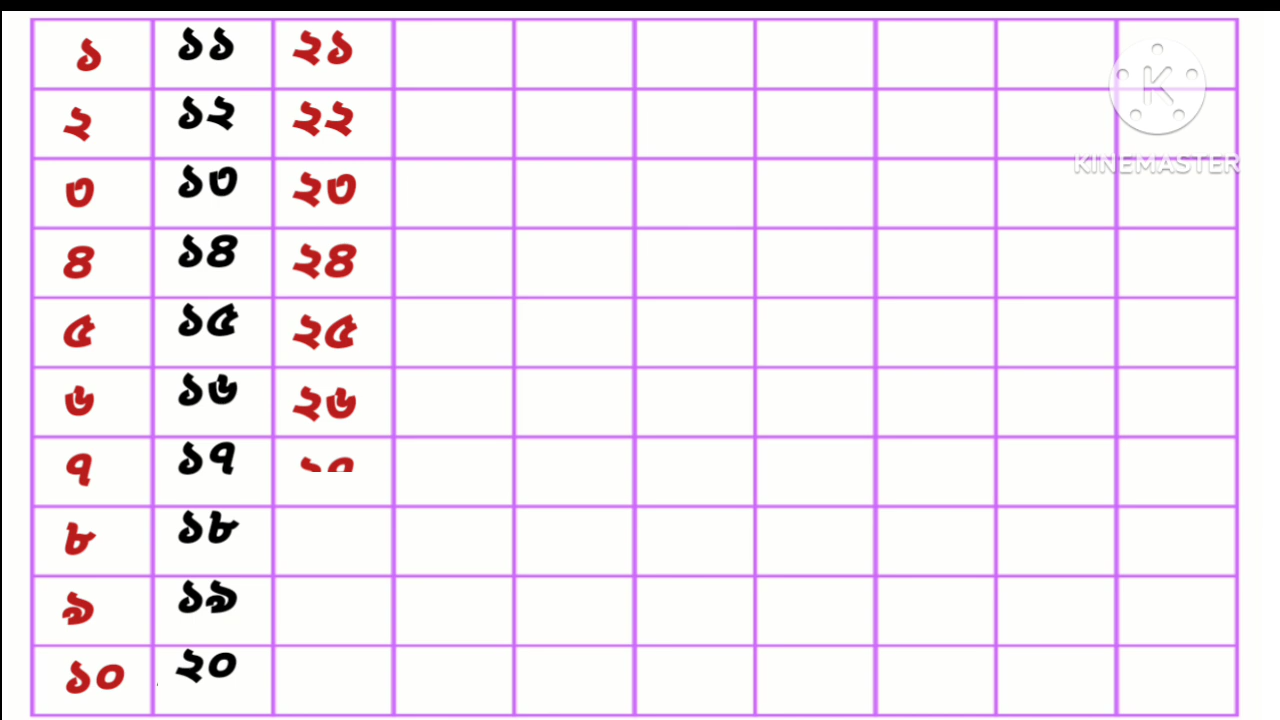 ১ ১১ ২১
২ ১২ ২২
৩ ১৩ ২৩
৪ ১৪ ২৪
৫ ১৫ ২৫
৬ ১৬ ২৬
৭ ১৭
৮ ১৮
৯ ১৯
১০ ২০
K
KINEMASTER